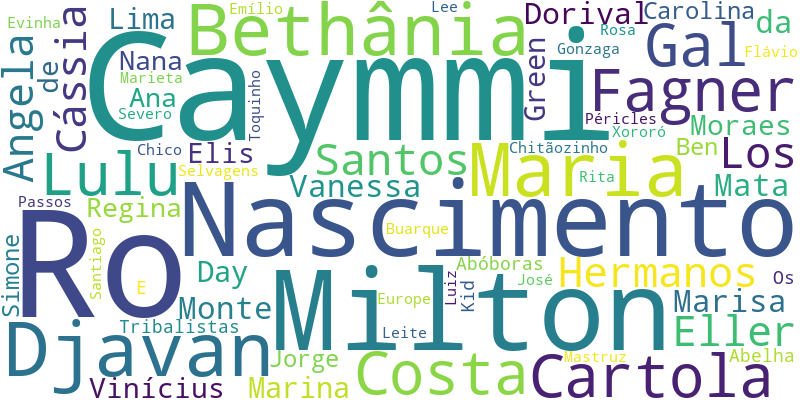 Evinha
Lima
Emílio
Bethânia
Lee
Dorival
Carolina
da
Rosa
Gonzaga
Flávio
Angela
de
Cássia
Nana
Marieta
Ana
Severo
Caymmi
Toquinho
Green
Gal
Fagner
Péricles
Xororó
Moraes
Chico
Elis
Selvagens
Santos
Chitãozinho
Ben
Los
Lulu
Vanessa
Maria
Rita
Mata
Passos
Regina
Ro
Nascimento
Buarque
Simone
Santiago
Day
E
Milton
Abóboras
Hermanos
José
Os
Europe
Luiz
Kid
Monte
Marisa
Djavan
Tribalistas
Leite
Eller
Jorge
Costa
Mastruz
Abelha
Vinícius
Marina
Cartola